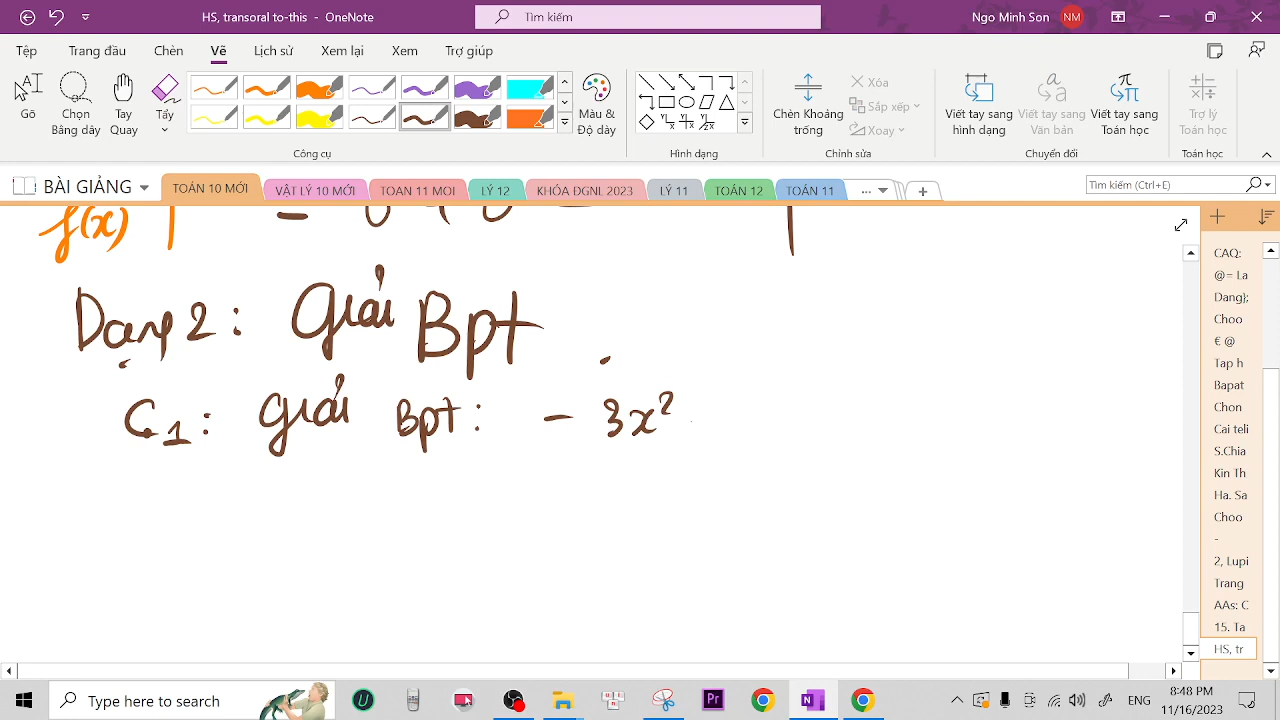 HS, transoral to-this - OneNote
Tìm kiếm
Ngo Minh Son
NM
Tệp
Trang đầu
Chèn
Vẽ
Lịch sử
Xem lại
Xem
Trợ giúp
Gõ
Chọn Bằng dây
Tay Quay
Tẩy
Màu & Độ dày
Chèn Khoảng trống
Xóa
Sắp xếp
Xoay
Viết tay sang hình dạng
Viết tay sang Văn bản
Viết tay sang Toán học
Trợ lý Toán học
Công cụ
Hình dạng
Chỉnh sửa
Chuyển đổi
Toán học
BÀI GIẢNG
TOÁN 10 MỚI
VẬT LÝ 10 MỚI
TOAN 11 MOI
LÝ 12
KHÓA ĐGNL 2023
LÝ 11
TOÁN 12
TOÁN 11
Tìm kiếm (Ctrl+E)
f(x)
Dạng 2: Giải Bpt
C1: Giải Bpt: - 3x²
CAQ:
@= La
Dang);
Choo
€ @
Tap h
Bapat
Chon
Cai teli
S.Chia
Kin Th
Ha. Sa
Choo
-
2, Lupi
Trang
AAs: C
15. Ta
HS, tr
Type here to search
ENG
8:48 PM
11/16/2023